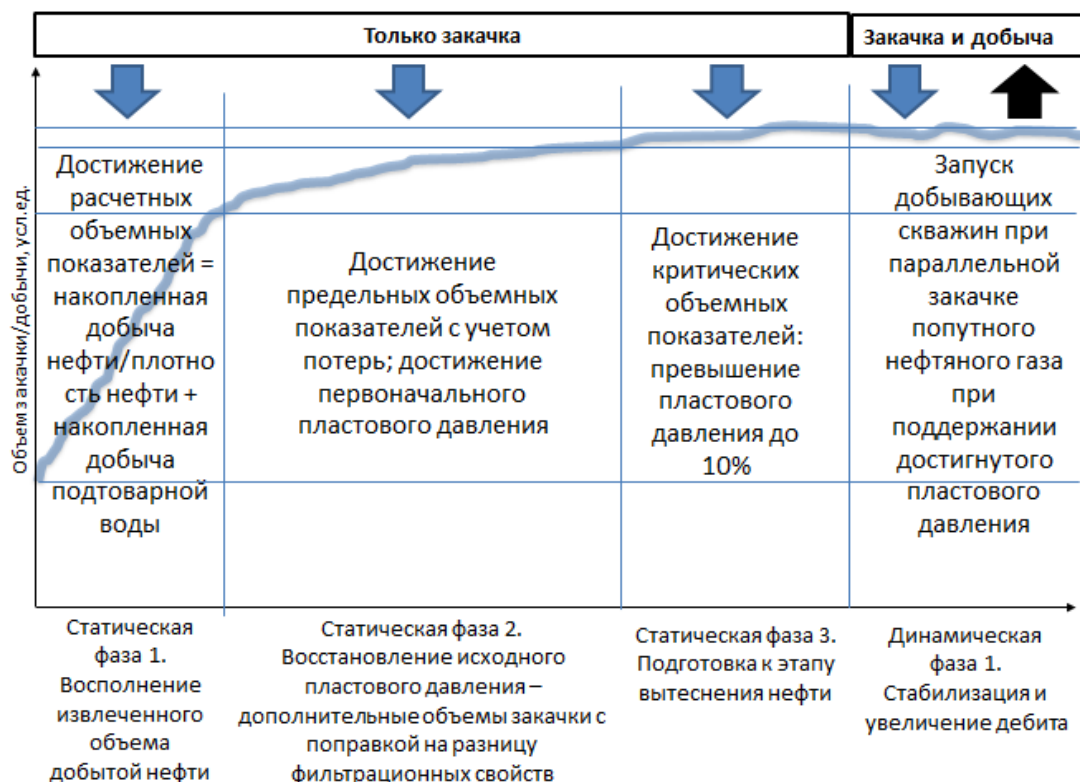 Только закачка
Закачка и добыча
Объем закачки/добычи, усл.ед.
Достижение
расчетных
объемных
показателей =
накопленная
добыча
нефти/плотно
сть нефти +
накопленная
добыча
подтоварной
воды
Достижение
предельных объемных
показателей с учетом
потерь; достижение
первоначального
пластового давления
Достижение
критических
объемных
показателей:
превышение
пластового
давления до
10%
Запуск
добывающих
скважин при
параллельной
закачке
попутного
нефтяного газа
при
поддержании
достигнутого
пластового
давления
Статическая
фаза 1.
Восполнение
извлеченного
объема
добытой нефти
Статическая фаза 2.
Восстановление исходного
пластового давления –
дополнительные объемы закачки с
поправкой на разницу
фильтрационных свойств
Статическая фаза 3.
Подготовка к этапу
вытеснения нефти
Динамическая
фаза 1.
Стабилизация и
увеличение дебита